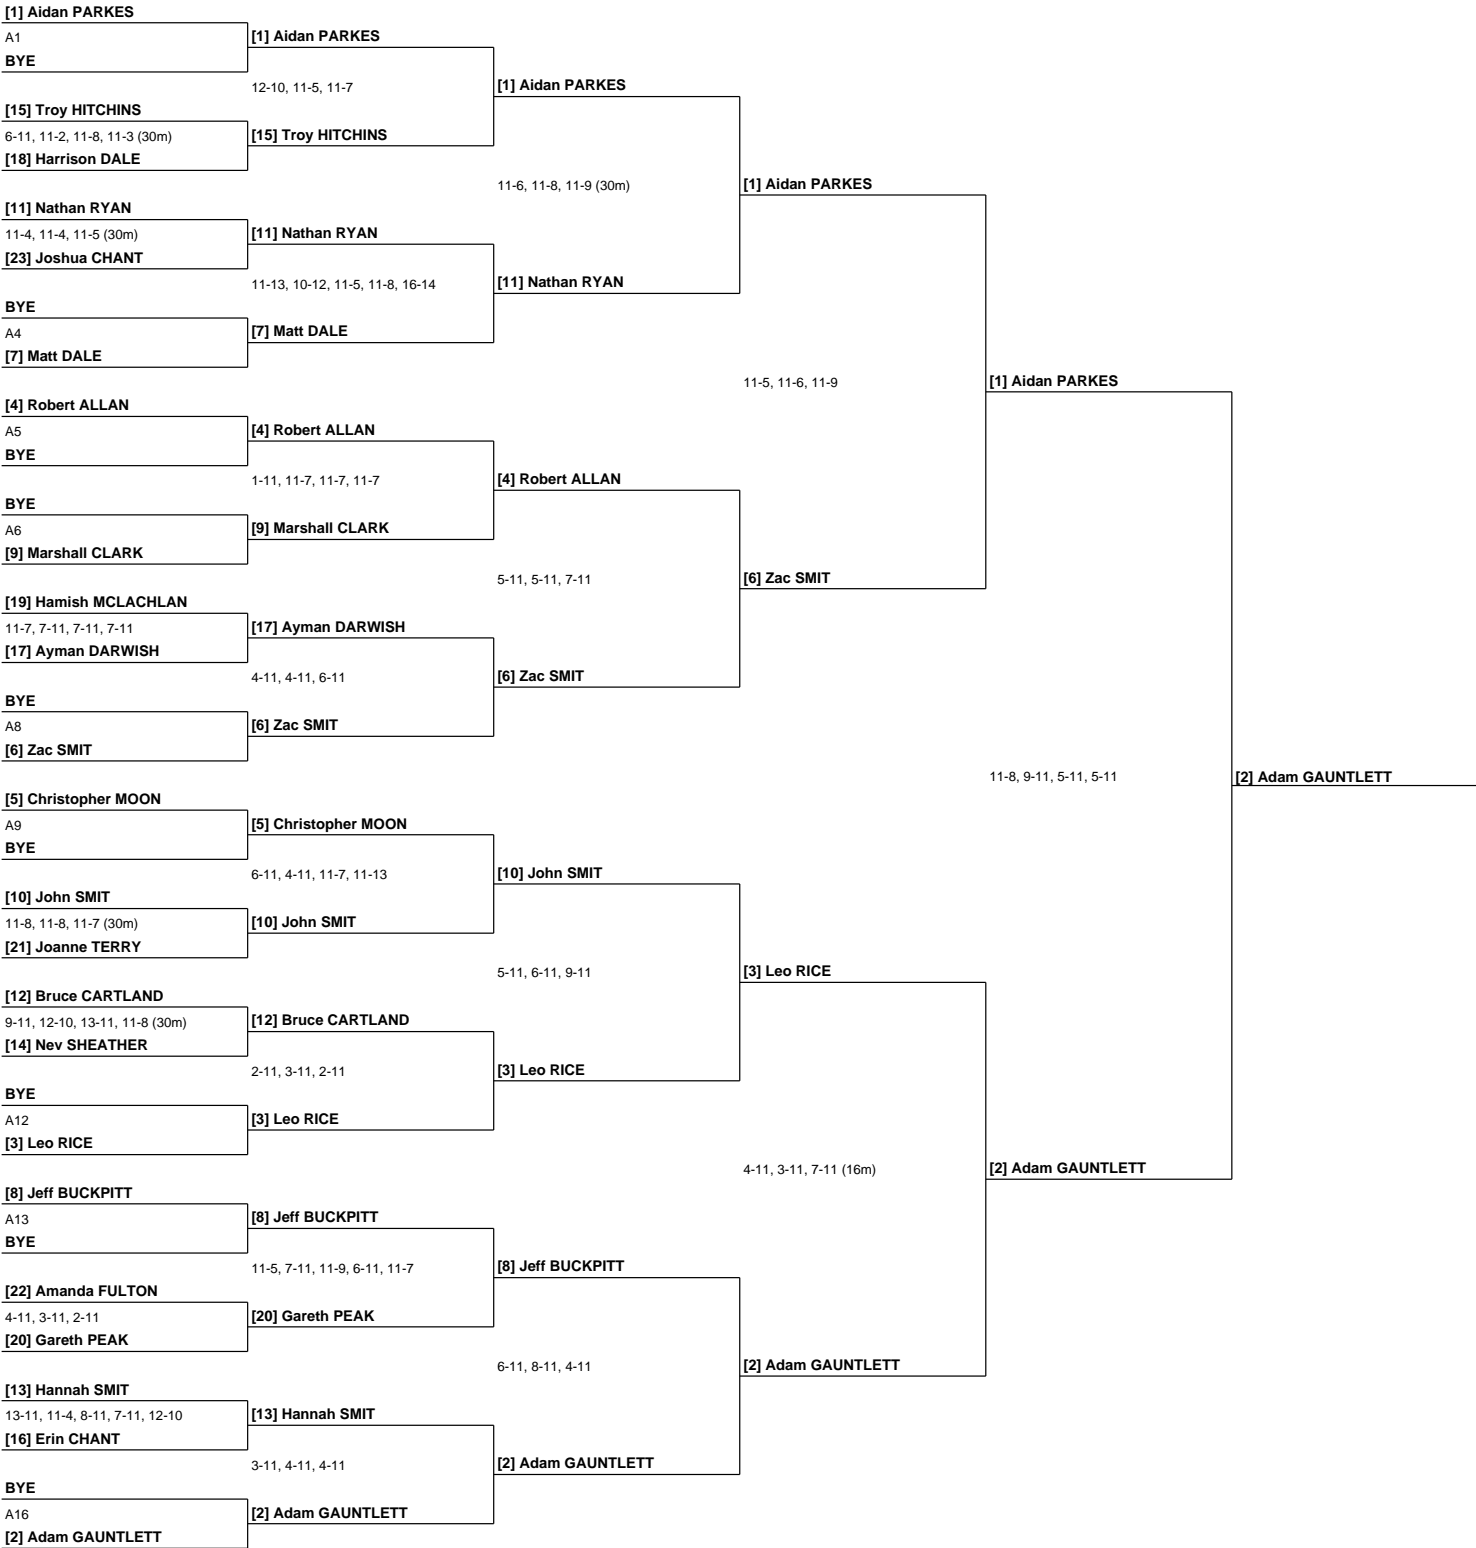 [1] Aidan PARKES
A1
[1] Aidan PARKES
BYE
12-10, 11-5, 11-7
[1] Aidan PARKES
[15] Troy HITCHINS
6-11, 11-2, 11-8, 11-3 (30m)
[15] Troy HITCHINS
[18] Harrison DALE
11-6, 11-8, 11-9 (30m)
[1] Aidan PARKES
[11] Nathan RYAN
11-4, 11-4, 11-5 (30m)
[11] Nathan RYAN
[23] Joshua CHANT
11-13, 10-12, 11-5, 11-8, 16-14
[11] Nathan RYAN
BYE
A4
[7] Matt DALE
[7] Matt DALE
11-5, 11-6, 11-9
[1] Aidan PARKES
[4] Robert ALLAN
A5
[4] Robert ALLAN
BYE
1-11, 11-7, 11-7, 11-7
[4] Robert ALLAN
BYE
A6
[9] Marshall CLARK
[9] Marshall CLARK
5-11, 5-11, 7-11
[6] Zac SMIT
[19] Hamish MCLACHLAN
11-7, 7-11, 7-11, 7-11
[17] Ayman DARWISH
[17] Ayman DARWISH
4-11, 4-11, 6-11
[6] Zac SMIT
BYE
A8
[6] Zac SMIT
[6] Zac SMIT
11-8, 9-11, 5-11, 5-11
[2] Adam GAUNTLETT
[5] Christopher MOON
A9
[5] Christopher MOON
BYE
6-11, 4-11, 11-7, 11-13
[10] John SMIT
[10] John SMIT
11-8, 11-8, 11-7 (30m)
[10] John SMIT
[21] Joanne TERRY
5-11, 6-11, 9-11
[3] Leo RICE
[12] Bruce CARTLAND
9-11, 12-10, 13-11, 11-8 (30m)
[12] Bruce CARTLAND
[14] Nev SHEATHER
2-11, 3-11, 2-11
[3] Leo RICE
BYE
A12
[3] Leo RICE
[3] Leo RICE
4-11, 3-11, 7-11 (16m)
[2] Adam GAUNTLETT
[8] Jeff BUCKPITT
A13
[8] Jeff BUCKPITT
BYE
11-5, 7-11, 11-9, 6-11, 11-7
[8] Jeff BUCKPITT
[22] Amanda FULTON
4-11, 3-11, 2-11
[20] Gareth PEAK
[20] Gareth PEAK
6-11, 8-11, 4-11
[2] Adam GAUNTLETT
[13] Hannah SMIT
13-11, 11-4, 8-11, 7-11, 12-10
[13] Hannah SMIT
[16] Erin CHANT
3-11, 4-11, 4-11
[2] Adam GAUNTLETT
BYE
A16
[2] Adam GAUNTLETT
[2] Adam GAUNTLETT